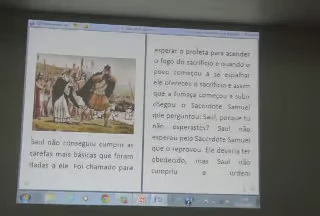 Saul não conseguiu cumprir as
tarefas mais básicas que foram
dadas a ele. Foi chamado para
esperar o profeta para acender
o fogo do sacrifício e quando o
povo começou a se espalhar
ele ofereceu o sacrifício e assim
que a fumaça começou a subir
chegou o Sacerdote Samuel
que perguntou: Saul, porque tu
não esperastes? Saul não
esperou pelo Sacerdote Samuel
que o reprovou. Ele deveria ter
obedecido, mas Saul não
cumpriu a ordem